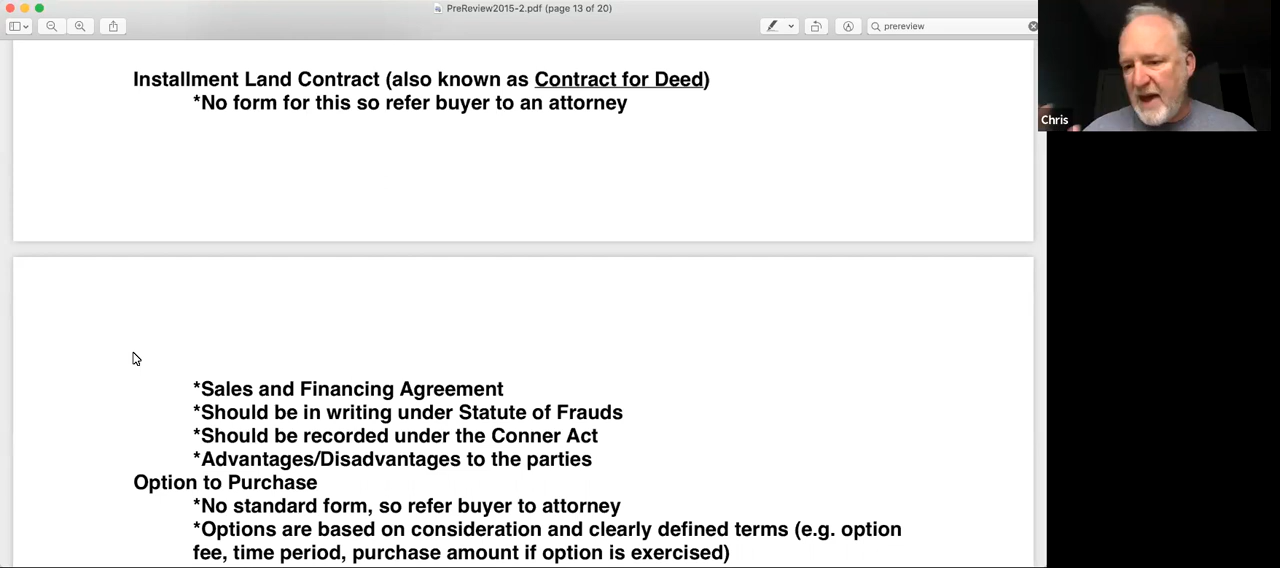 PreReview2015-2.pdf (page 13 of 20)
prereview
Installment Land Contract (also known as Contract for Deed)
*No form for this so refer buyer to an attorney
Chris
*Sales and Financing Agreement
*Should be in writing under Statute of Frauds
*Should be recorded under the Conner Act
*Advantages/Disadvantages to the parties
Option to Purchase
*No standard form, so refer buyer to attorney
*Options are based on consideration and clearly defined terms (e.g. option
fee, time period, purchase amount if option is exercised)